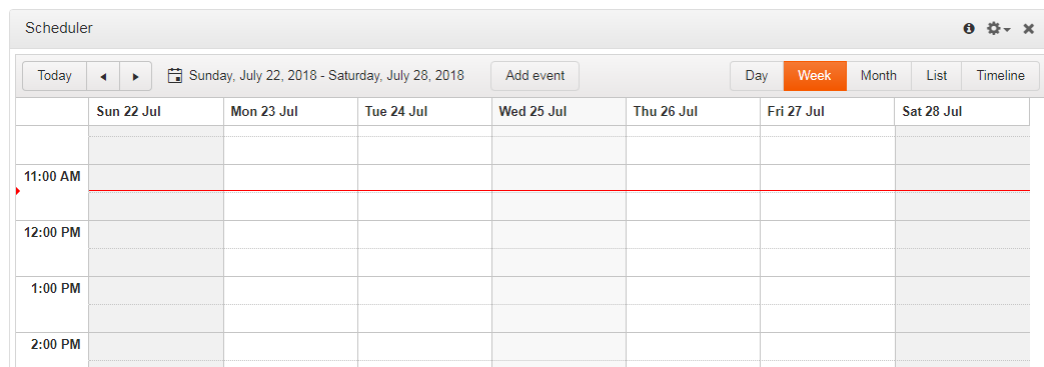 Scheduler
Today Sunday, July 22, 2018 - Saturday, July 28, 2018 Add event Day Week Month List Timeline
Sun 22 Jul Mon 23 Jul Tue 24 Jul Wed 25 Jul Thu 26 Jul Fri 27 Jul Sat 28 Jul
11:00 AM
12:00 PM
1:00 PM
2:00 PM